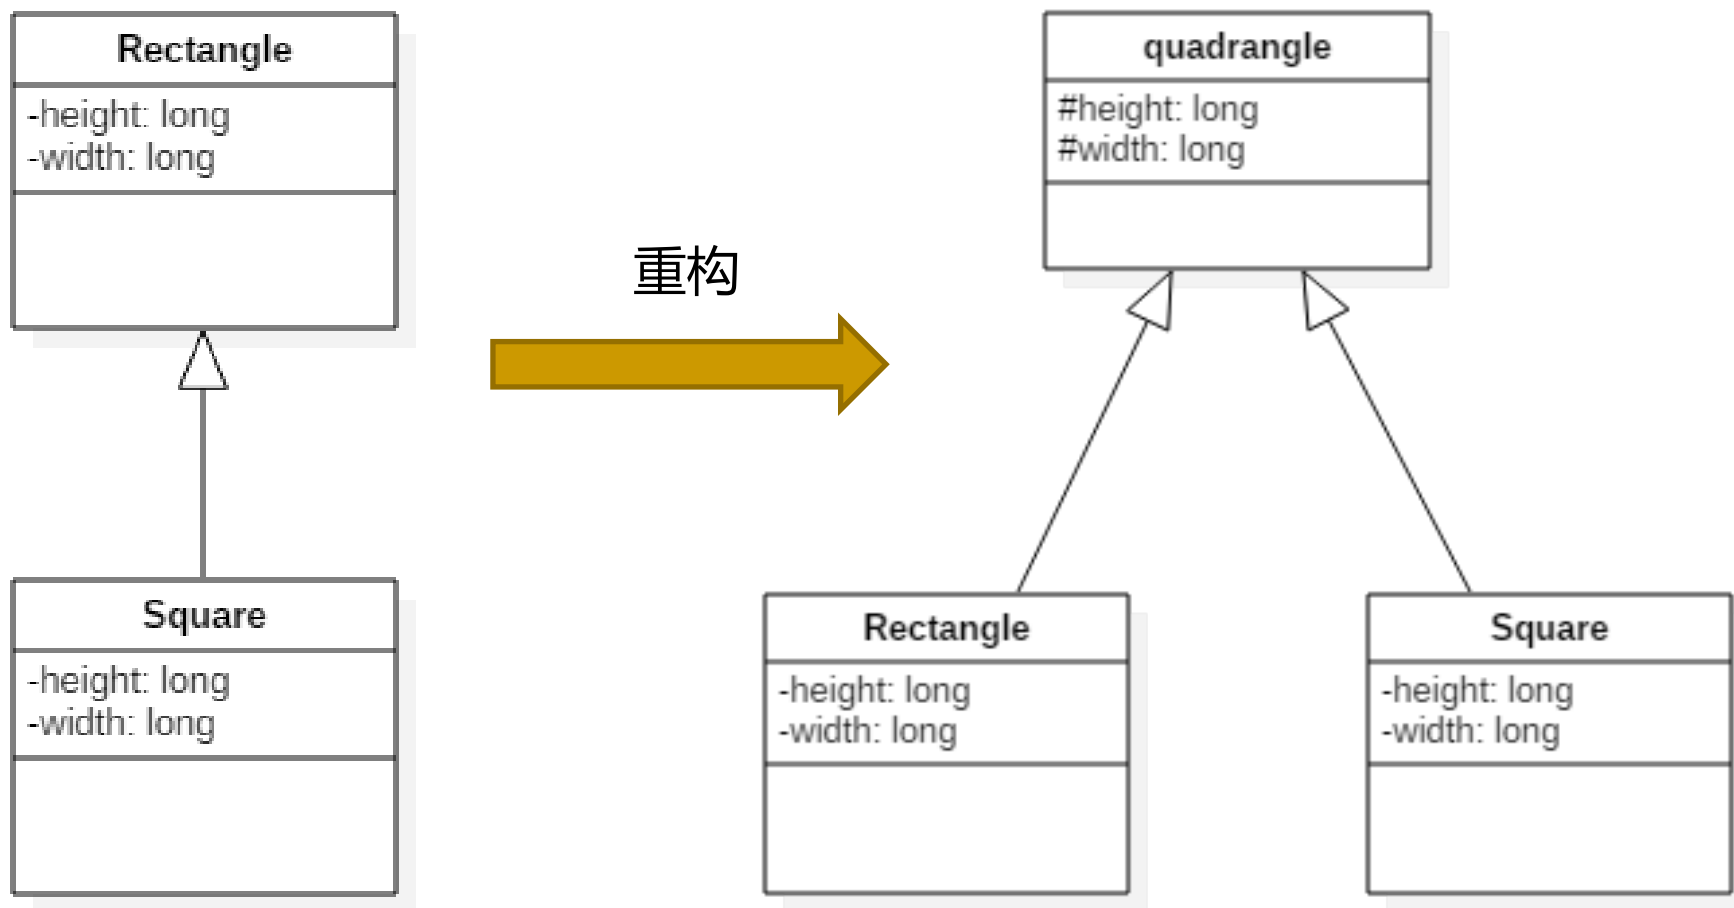 Rectangle
-height: long
-width: long
Square
-height: long
-width: long
重构
quadrangle
#height: long
#width: long
Rectangle
-height: long
-width: long
Square
-height: long
-width: long